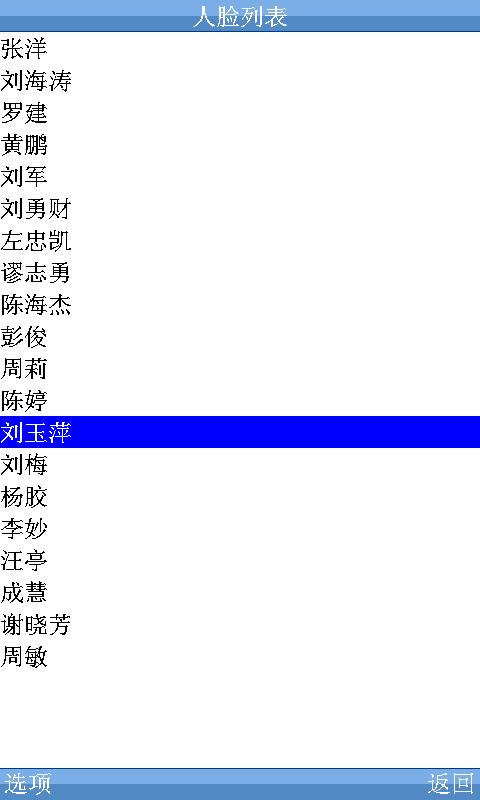 人脸列表
张洋
刘海涛
罗建
黄鹏
刘军
刘勇财
左忠凯
谬志勇
陈海杰
彭俊
周莉
陈婷
刘玉萍
刘梅
杨胶
李妙
汪亭
成慧
谢晓芳
周敏
选项
返回